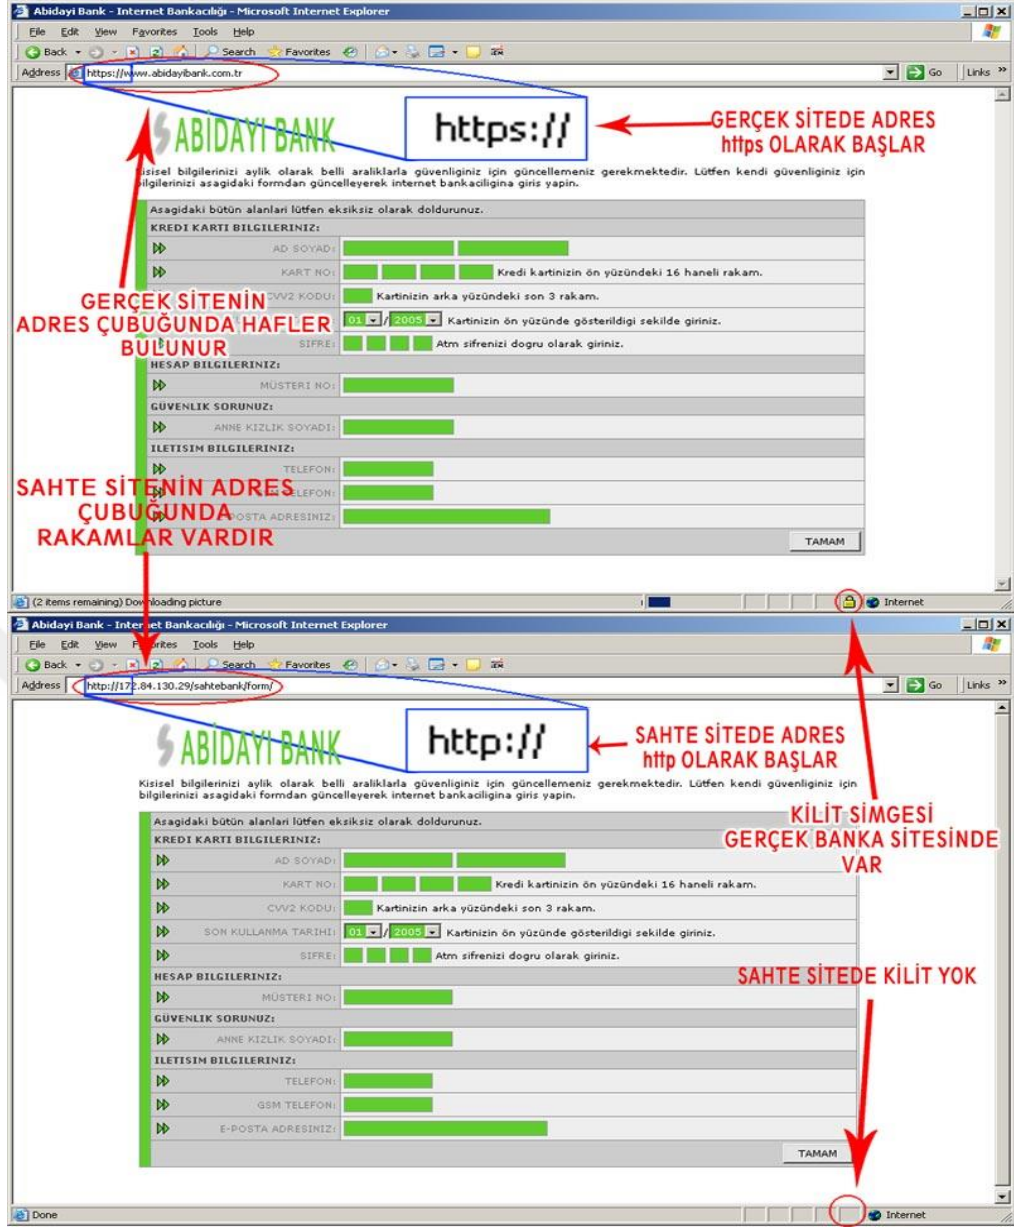 Abidayi Bank - Internet Bankacılığı - Microsoft Internet Explorer
File Edit View Favorites Tools Help
Back Search Favorites
Address https://www.abidayibank.com.tr Go Links »
ABİDAYI BANK
https://
GERÇEK SİTEDE ADRES
https OLARAK BAŞLAR
Kisisel bilgilerinizi aylik olarak belli araliklarla güvenliginiz için güncellemeniz gerekmektedir. Lütfen kendi güvenliginiz için
bilgilerinizi asagidaki formdan güncelleyerek internet bankaciligina giris yapin.
Asagidaki bütün alanlari lütfen eksiksiz olarak doldurunuz.
KREDI KARTI BILGILERINIZ:
AD SOYAD:
KART NO: Kredi kartinizin ön yüzündeki 16 haneli rakam.
CVV2 KODU: Kartinizin arka yüzündeki son 3 rakam.
GERÇEK SİTENİN
ADRES ÇUBUĞUNDA HAFLER
BULUNUR
01 / 2005 Kartinizin ön yüzünde gösterildigi sekilde giriniz.
SIFRE: Atm sifrenizi dogru olarak giriniz.
HESAP BILGILERINIZ:
MÜSTERI NO:
GÜVENLIK SORUNUZ:
ANNE KIZLIK SOYADI:
ILETISIM BILGILERINIZ:
TELEFON:
SAHTE SİTENİN ADRES
ÇUBUĞUNDA
RAKAMLAR VARDIR
TELEFON:
POSTA ADRESINIZ:
TAMAM
(2 items remaining) Downloading picture Internet
Abidayi Bank - Internet Bankacılığı - Microsoft Internet Explorer
File Edit View Favorites Tools Help
Back Search Favorites
Address http://172.84.130.29/sahtebank/form/ Go Links »
ABİDAYI BANK
http://
SAHTE SİTEDE ADRES
http OLARAK BAŞLAR
Kisisel bilgilerinizi aylik olarak belli araliklarla güvenliginiz için güncellemeniz gerekmektedir. Lütfen kendi güvenliginiz için
bilgilerinizi asagidaki formdan güncelleyerek internet bankaciligina giris yapin.
KİLİT SİMGESİ
GERÇEK BANKA SİTESİNDE
VAR
Asagidaki bütün alanlari lütfen eksiksiz olarak doldurunuz.
KREDI KARTI BILGILERINIZ:
AD SOYAD:
KART NO: Kredi kartinizin ön yüzündeki 16 haneli rakam.
CVV2 KODU: Kartinizin arka yüzündeki son 3 rakam.
SON KULLANMA TARIHI: 01 / 2005 Kartinizin ön yüzünde gösterildigi sekilde giriniz.
SIFRE: Atm sifrenizi dogru olarak giriniz.
HESAP BILGILERINIZ:
SAHTE SİTEDE KİLİT YOK
MÜSTERI NO:
GÜVENLIK SORUNUZ:
ANNE KIZLIK SOYADI:
ILETISIM BILGILERINIZ:
TELEFON:
GSM TELEFON:
E-POSTA ADRESINIZ:
TAMAM
Done Internet